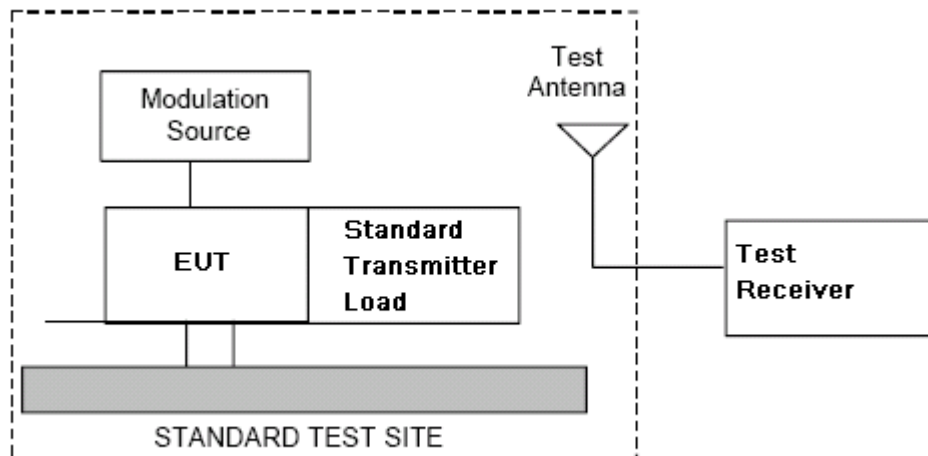 Test
Antenna
Modulation
Source
EUT
Standard
Transmitter
Load
Test
Receiver
STANDARD TEST SITE